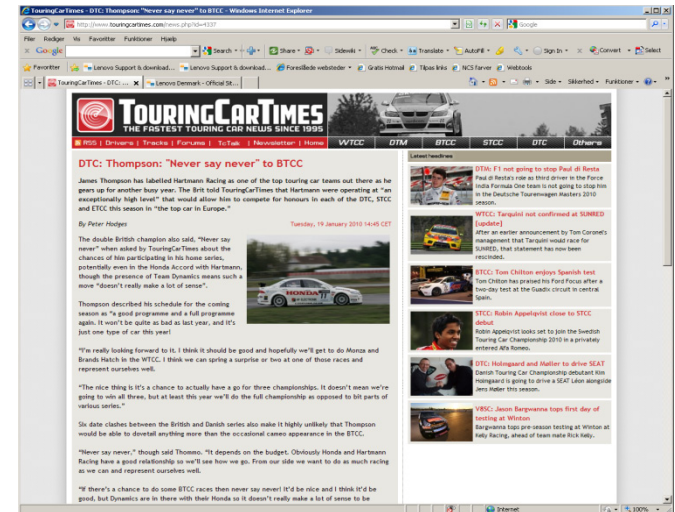 TouringCarTimes - DTC: Thompson: "Never say never" to BTCC - Windows Internet Explorer
http://www.touringcartimes.com/news.php?id=4337
Google
Filer Rediger Vis Favoritter Funktioner Hjælp
Google Search Share Sidewiki Check Translate AutoFill Sign In Convert Select
Favoritter Lenovo Support & download... Lenovo Support & download... Foreslåede websteder Gratis Hotmail Tilpas links NCS farver Webtools
TouringCarTimes - DTC: ... Lenovo Denmark - Official Sit... Side Sikkerhed Funktioner
TOURINGCARTIMES
THE FASTEST TOURING CAR NEWS SINCE 1995
RSS | Drivers | Tracks | Forums | TcTalk | Newsletter | Home WTCC DTM BTCC STCC DTC Others
DTC: Thompson: "Never say never" to BTCC
James Thompson has labelled Hartmann Racing as one of the top touring car teams out there as he
gears up for another busy year. The Brit told TouringCarTimes that Hartmann were operating at "an
exceptionally high level" that would allow him to compete for honours in each of the DTC, STCC
and ETCC this season in "the top car in Europe."
By Peter Hodges
Tuesday, 19 January 2010 14:45 CET
The double British champion also said, "Never say
never" when asked by TouringCarTimes about the
chances of him participating in his home series,
potentially even in the Honda Accord with Hartmann,
though the presence of Team Dynamics means such a
move "doesn't really make a lot of sense".
HONDA
Thompson described his schedule for the coming
season as "a good programme and a full programme
again. It won't be quite as bad as last year, and it's
just one type of car this year!
"I'm really looking forward to it. I think it should be good and hopefully we'll get to do Monza and
Brands Hatch in the WTCC. I think we can spring a surprise or two at one of those races and
represent ourselves well.
"The nice thing is it's a chance to actually have a go for three championships. It doesn't mean we're
going to win all three, but at least this year we'll do the full championship as opposed to bit parts of
various series."
Six date clashes between the British and Danish series also make it highly unlikely that Thompson
would be able to dovetail anything more than the occasional cameo appearance in the BTCC.
"Never say never," though said Thommo. "It depends on the budget. Obviously Honda and Hartmann
Racing have a good relationship so we'll see how we go. From our side we want to do as much racing
as we can and represent ourselves well.
"If there's a chance to do some BTCC races then never say never! It'd be nice and I think it'd be
good, but Dynamics are in there with their Honda so it doesn't really make a lot of sense to be
Latest headlines
DTM: F1 not going to stop Paul di Resta
Paul di Resta's role as third driver in the Force
India Formula One team is not going to stop him
in the Deutsche Tourenwagen Masters 2010
season.
WTCC: Tarquini not confirmed at SUNRED
[update]
After an earlier announcement by Tom Coronel's
management that Tarquini would race for
SUNRED, that statement has now been
rescinded.
BTCC: Tom Chilton enjoys Spanish test
Tom Chilton has praised his Ford Focus after a
two-day test at the Guadix circuit in central
Spain.
STCC: Robin Appelqvist close to STCC
debut
Robin Appelqvist looks set to join the Swedish
Touring Car Championship 2010 in a privately
entered Alfa Romeo.
DTC: Holmgaard and Møller to drive SEAT
Danish Touring Car Championship debutant Kim
Holmgaard is going to drive a SEAT Léon alongside
Jens Møller this season.
V8SC: Jason Bargwanna tops first day of
testing at Winton
Bargwanna tops pre-season testing at Winton at
Kelly Racing, ahead of team mate Rick Kelly.
Internet 100%